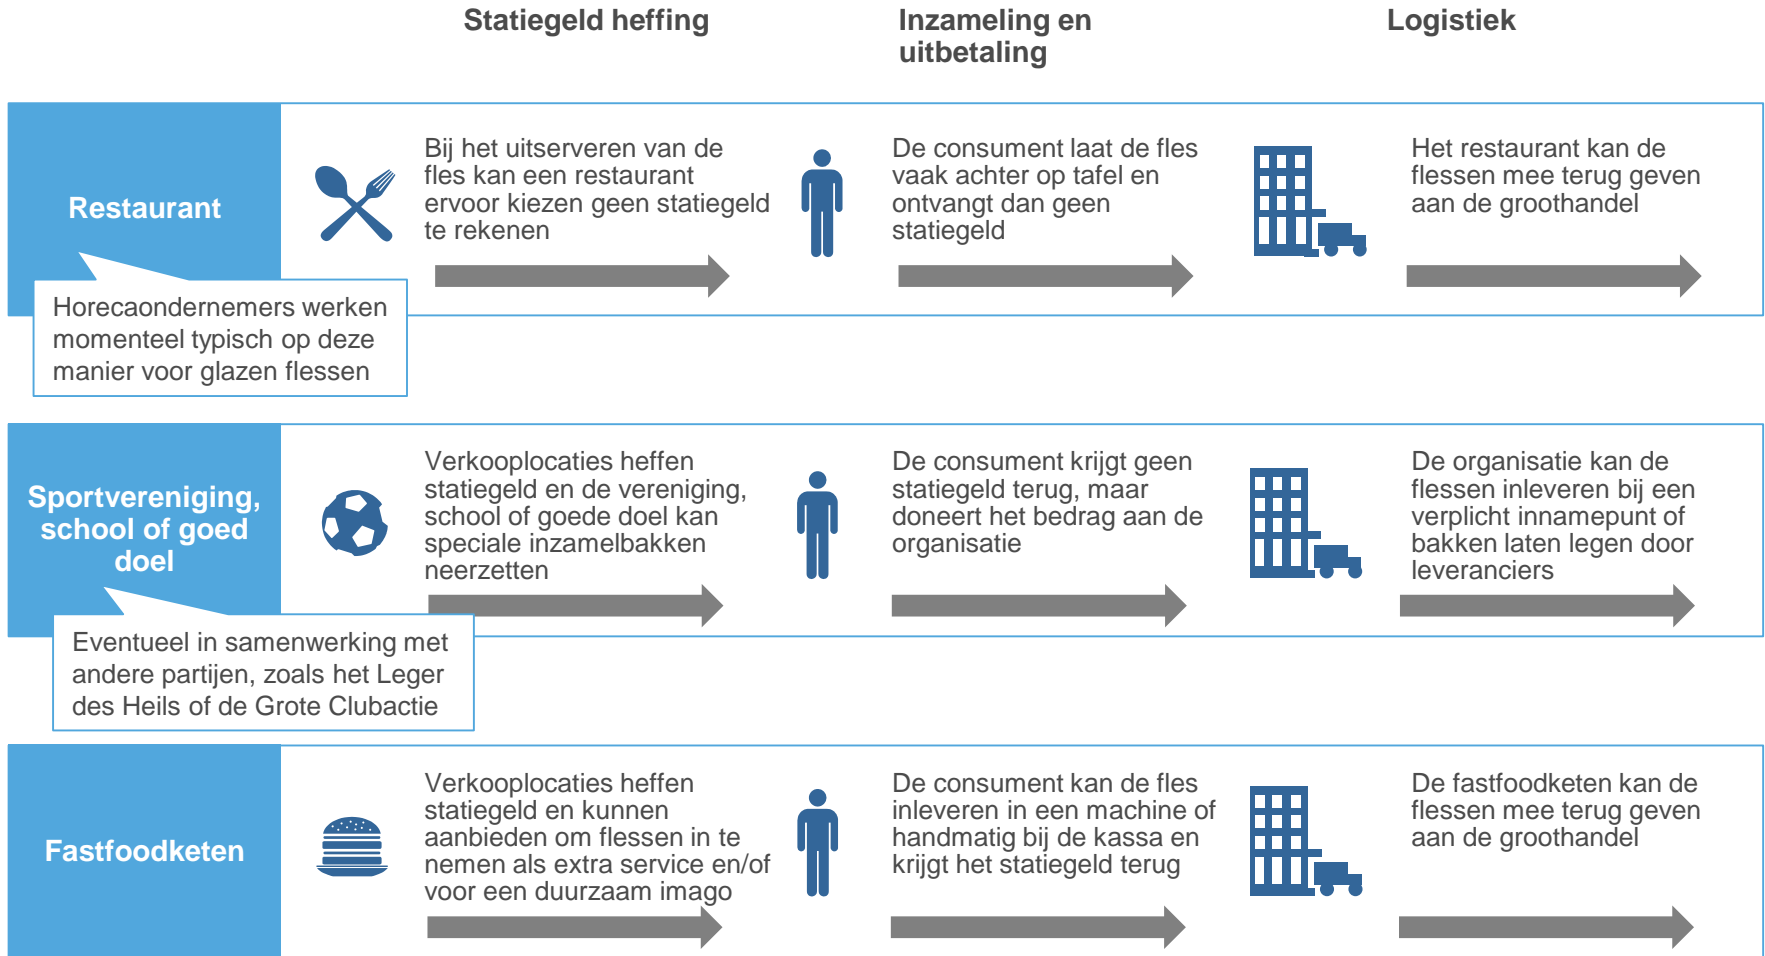 Statiegeld heffing
Inzameling en
uitbetaling
Logistiek
Restaurant
Bij het uitserveren van de
fles kan een restaurant
ervoor kiezen geen statiegeld
te rekenen
De consument laat de fles
vaak achter op tafel en
ontvangt dan geen
statiegeld
Het restaurant kan de
flessen mee terug geven
aan de groothandel
Horecaondernemers werken
momenteel typisch op deze
manier voor glazen flessen
Sportvereniging,
school of goed
doel
Verkooplocaties heffen
statiegeld en de vereniging,
school of goede doel kan
speciale inzamelbakken
neerzetten
De consument krijgt geen
statiegeld terug, maar
doneert het bedrag aan de
organisatie
De organisatie kan de
flessen inleveren bij een
verplicht innamepunt of
bakken laten legen door
leveranciers
Eventueel in samenwerking met
andere partijen, zoals het Leger
des Heils of de Grote Clubactie
Fastfoodketen
Verkooplocaties heffen
statiegeld en kunnen
aanbieden om flessen in te
nemen als extra service en/of
voor een duurzaam imago
De consument kan de fles
inleveren in een machine of
handmatig bij de kassa en
krijgt het statiegeld terug
De fastfoodketen kan de
flessen mee terug geven
aan de groothandel